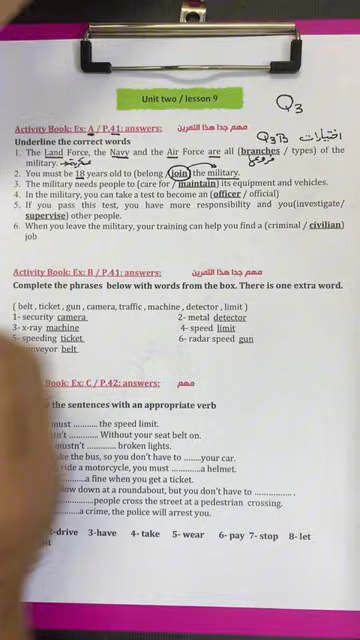 Unit two / lesson 9
Q3
Activity Book: Ex: A / P.41: answers: مهم جدا هذا التمرين
اختيارات Q3B
Underline the correct words
1. The Land Force, the Navy and the Air Force are all (branches / types) of the
فروع
military. عسكرية
2. You must be 18 years old to (belong / join) the military.
3. The military needs people to (care for / maintain) its equipment and vehicles.
4. In the military, you can take a test to become an (officer / official)
5. If you pass this test, you have more responsibility and you(investigate/
supervise) other people.
6. When you leave the military, your training can help you find a (criminal / civilian)
job
Activity Book: Ex: B / P.41: answers: مهم جدا هذا التمرين
Complete the phrases below with words from the box. There is one extra word.
( belt , ticket , gun , camera, traffic , machine , detector , limit )
1- security camera 2- metal detector
3- x-ray machine 4- speed limit
5- speeding ticket 6- radar speed gun
conveyor belt
Book: Ex: C / P.42: answers: مهم
the sentences with an appropriate verb
must .......... the speed limit.
.......... Without your seat belt on.
mustn't .......... broken lights.
the bus, so you don't have to .......your car.
ride a motorcycle, you must ............a helmet.
..........a fine when you get a ticket.
down at a roundabout, but you don't have to ............... .
..........people cross the street at a pedestrian crossing.
..........a crime, the police will arrest you.
-drive 3-have 4- take 5- wear 6- pay 7- stop 8- let